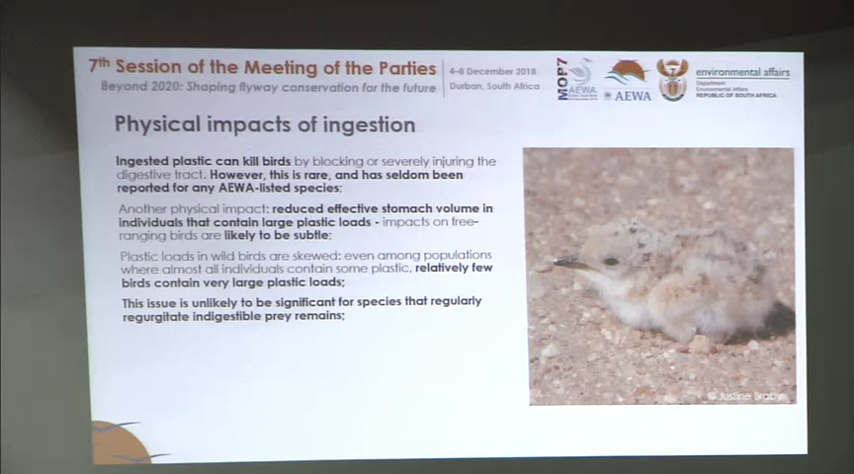 7th Session of the Meeting of the Parties
Beyond 2020: Shaping flyway conservation for the future
4-8 December 2018
Durban, South Africa
MOP7
AEWA
AEWA
environmental affairs
Department:
Environmental Affairs
REPUBLIC OF SOUTH AFRICA
Physical impacts of ingestion
Ingested plastic can kill birds by blocking or severely injuring the
digestive tract. However, this is rare, and has seldom been
reported for any AEWA-listed species;
Another physical impact: reduced effective stomach volume in
individuals that contain large plastic loads - impacts on free-
ranging birds are likely to be subtle;
Plastic loads in wild birds are skewed: even among populations
where almost all individuals contain some plastic, relatively few
birds contain very large plastic loads;
This issue is unlikely to be significant for species that regularly
regurgitate indigestible prey remains;
© Justine Braby